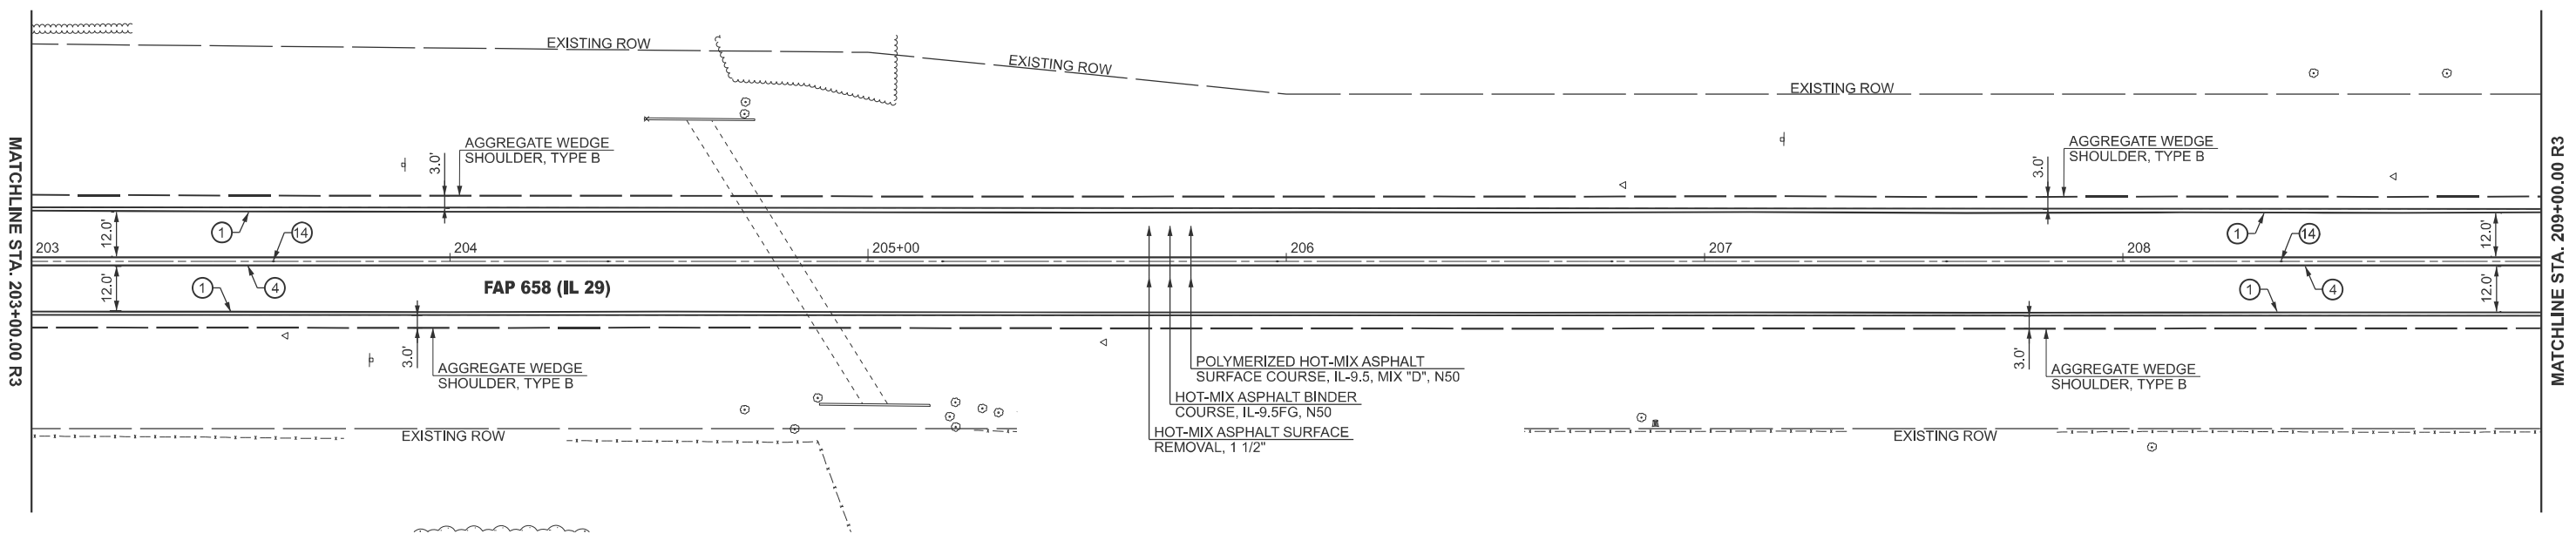 EXISTING ROW
EXISTING ROW
EXISTING ROW
MATCHLINE STA. 203+00.00 R3
AGGREGATE WEDGE
SHOULDER, TYPE B
3.0'
3.0'
AGGREGATE WEDGE
SHOULDER, TYPE B
MATCHLINE STA. 209+00.00 R3
12.0'
1
14
1
14
12.0'
203
204
205+00
206
207
208
12.0'
1
4
FAP 658 (IL 29)
1
4
12.0'
3.0'
AGGREGATE WEDGE
SHOULDER, TYPE B
POLYMERIZED HOT-MIX ASPHALT
SURFACE COURSE, IL-9.5, MIX "D", N50
HOT-MIX ASPHALT BINDER
COURSE, IL-9.5FG, N50
HOT-MIX ASPHALT SURFACE
REMOVAL, 1 1/2"
3.0'
AGGREGATE WEDGE
SHOULDER, TYPE B
EXISTING ROW
EXISTING ROW